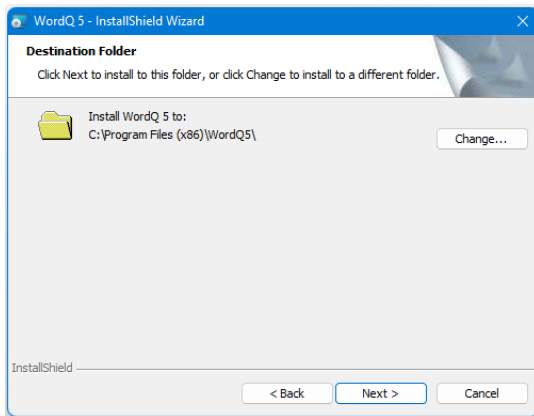 WordQ 5 - InstallShield Wizard
Destination Folder
Click Next to install to this folder, or click Change to install to a different folder.
Install WordQ 5 to:
C:\Program Files (x86)\WordQ5\
Change...
InstallShield
< Back
Next >
Cancel